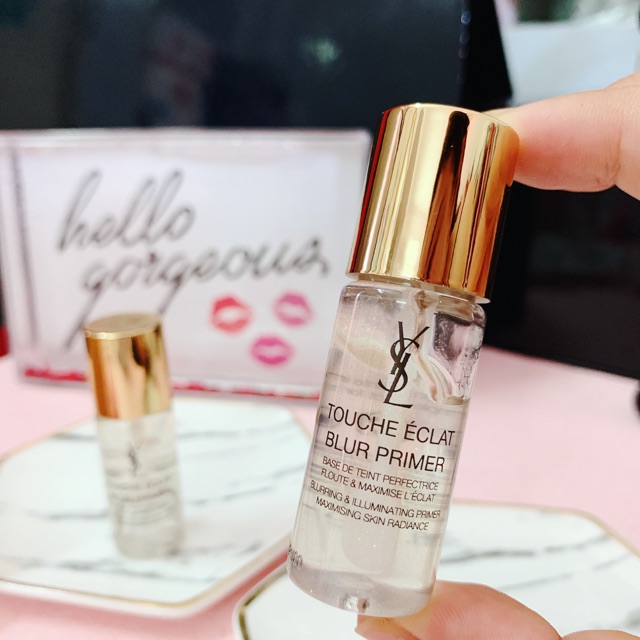 hello
gorgeous
YSL
TOUCHE ÉCLAT
BLUR PRIMER
BASE DE TEINT PERFECTRICE
FLOUTE & MAXIMISE L'ÉCLAT
BLURRING & ILLUMINATING PRIMER
MAXIMISING SKIN RADIANCE